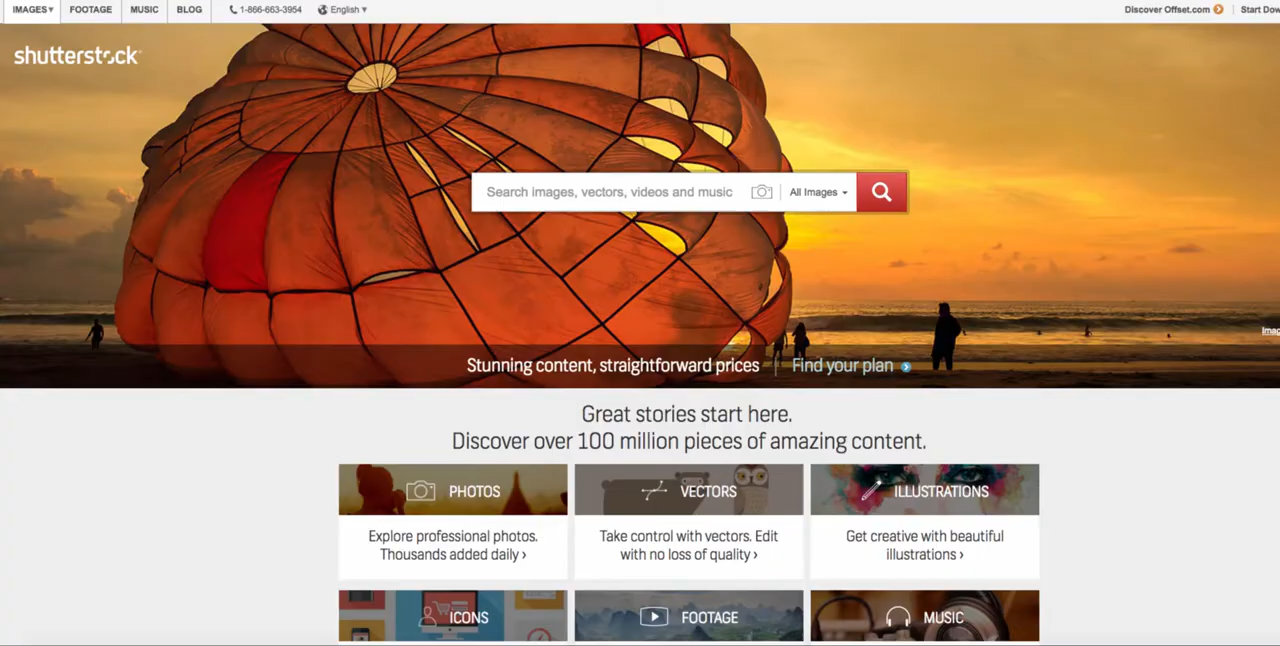 IMAGES
FOOTAGE
MUSIC
BLOG
1-866-663-3954
English
Discover Offset.com
shutterstock
Search images, vectors, videos and music
All Images
Stunning content, straightforward prices
Find your plan
Great stories start here.
Discover over 100 million pieces of amazing content.
PHOTOS
VECTORS
ILLUSTRATIONS
Explore professional photos.
Thousands added daily ›
Take control with vectors. Edit
with no loss of quality ›
Get creative with beautiful
illustrations ›
ICONS
FOOTAGE
MUSIC